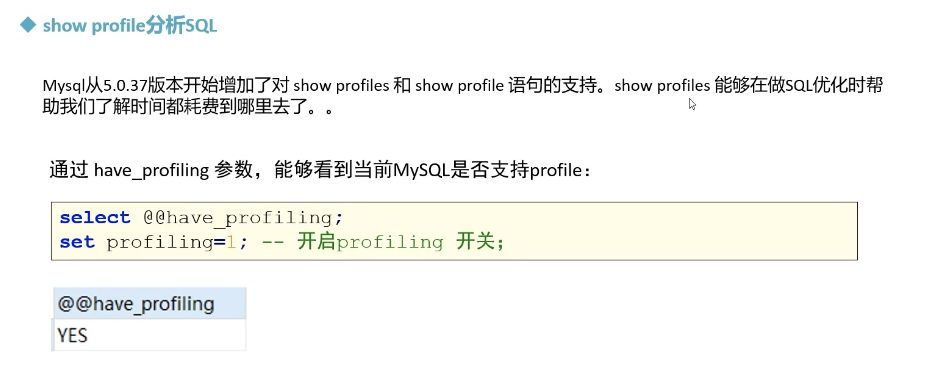 show profile分析SQL
Mysql从5.0.37版本开始增加了对 show profiles 和 show profile 语句的支持。show profiles 能够在做SQL优化时帮
助我们了解时间都耗费到哪里去了。。
通过 have_profiling 参数，能够看到当前MySQL是否支持profile：
select @@have_profiling;
set profiling=1; -- 开启profiling 开关；
@@have_profiling
YES